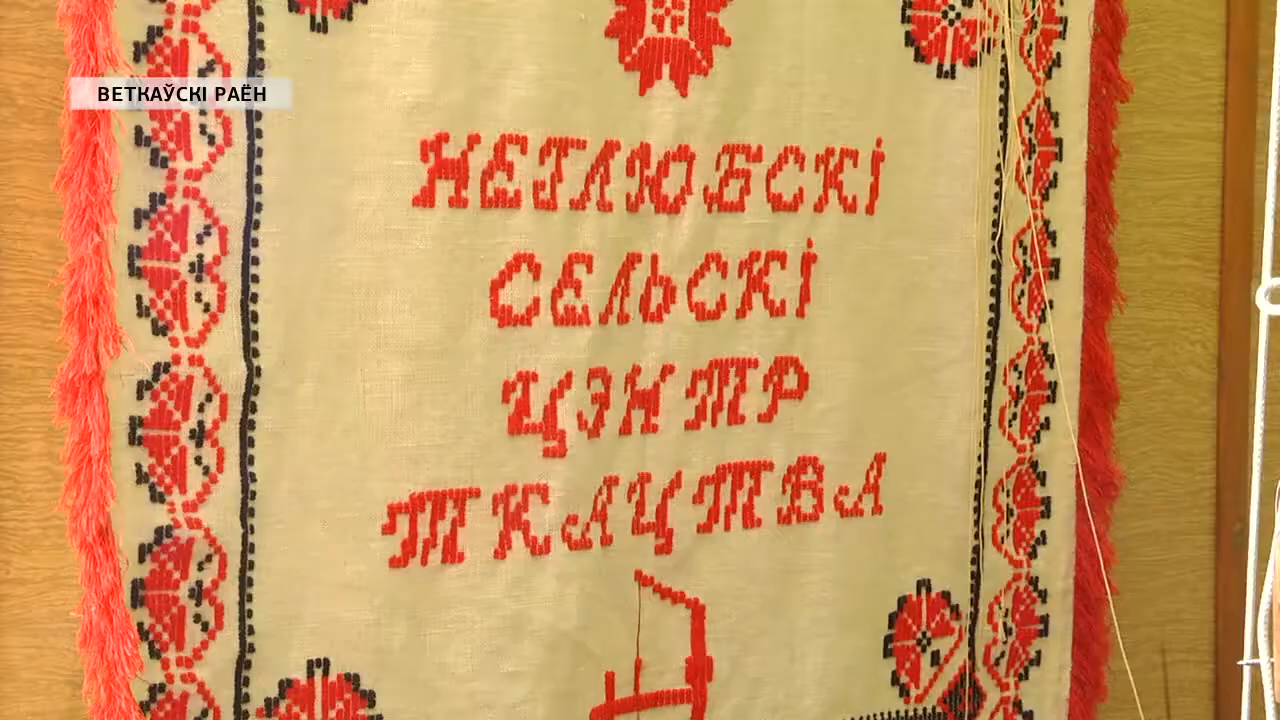 ВЕТКАЎСКІ РАЁН
НЕГЛЮБСКІ
СЕЛЬСКІ
ЦЭНТР
ТКАЦТВА